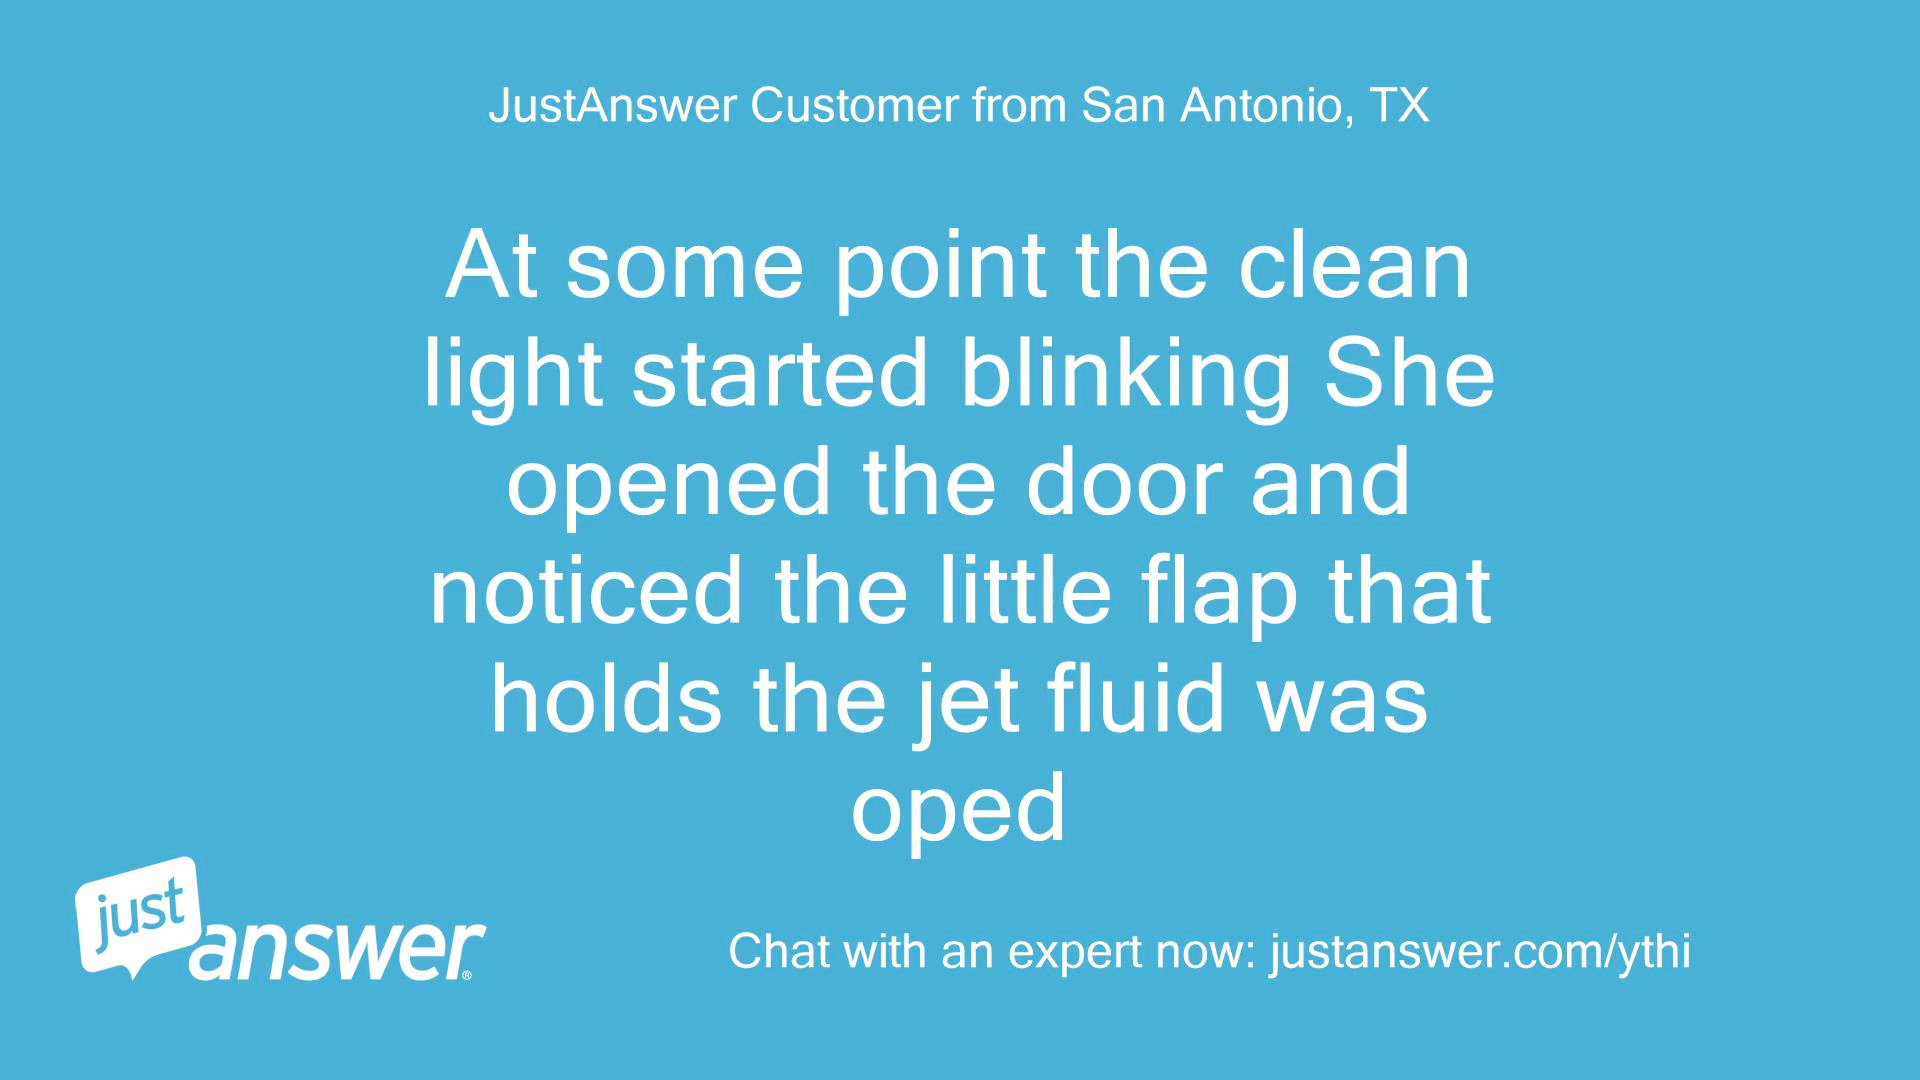 JustAnswer Customer from San Antonio, TX
At some point the clean
light started blinking She
opened the door and
noticed the little flap that
holds the jet fluid was
oped
just
answer®
Chat with an expert now: justanswer.com/ythi